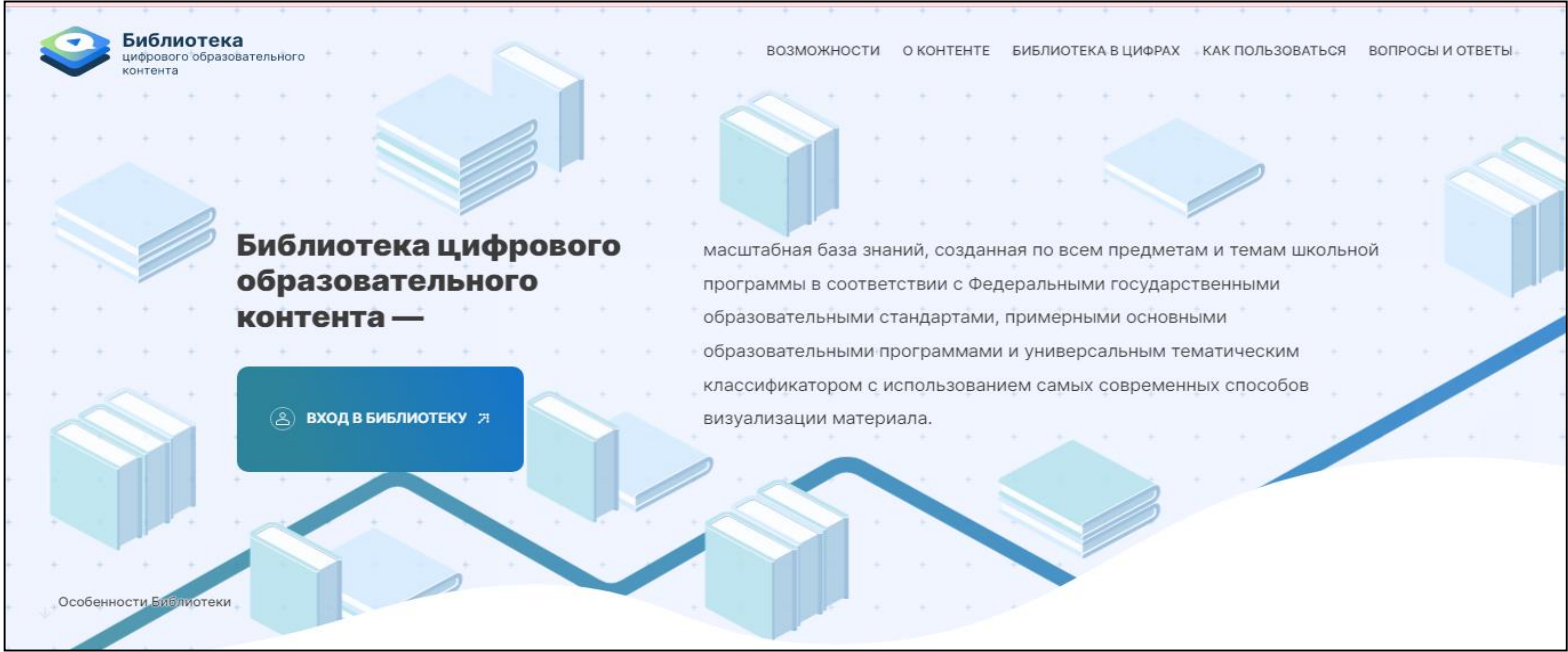 Библиотека
цифрового образовательного
контента
ВОЗМОЖНОСТИ О КОНТЕНТЕ БИБЛИОТЕКА В ЦИФРАХ КАК ПОЛЬЗОВАТЬСЯ ВОПРОСЫ И ОТВЕТЫ
Библиотека цифрового
образовательного
контента —
ВХОД В БИБЛИОТЕКУ
масштабная база знаний, созданная по всем предметам и темам школьной
программы в соответствии с Федеральными государственными
образовательными стандартами, примерными основными
образовательными программами и универсальным тематическим
классификатором с использованием самых современных способов
визуализации материала.
Особенности Библиотеки